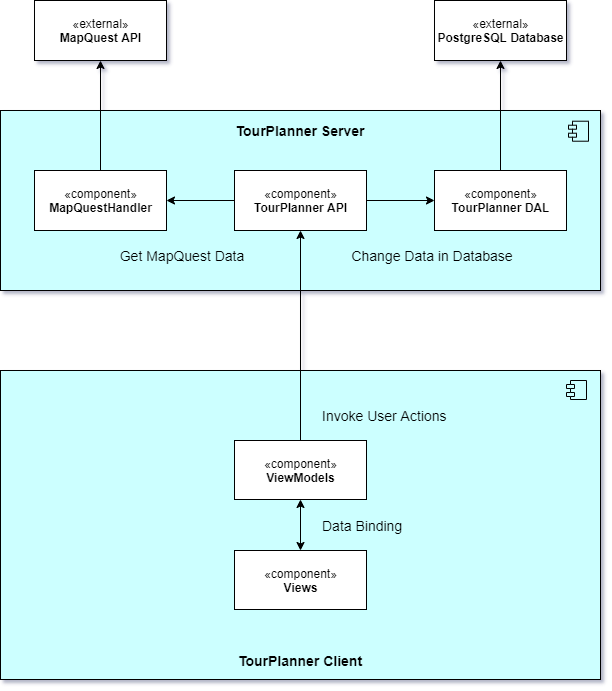 «external»
MapQuest API
«external»
PostgreSQL Database
TourPlanner Server
«component»
MapQuestHandler
«component»
TourPlanner API
«component»
TourPlanner DAL
Get MapQuest Data
Change Data in Database
Invoke User Actions
«component»
ViewModels
Data Binding
«component»
Views
TourPlanner Client